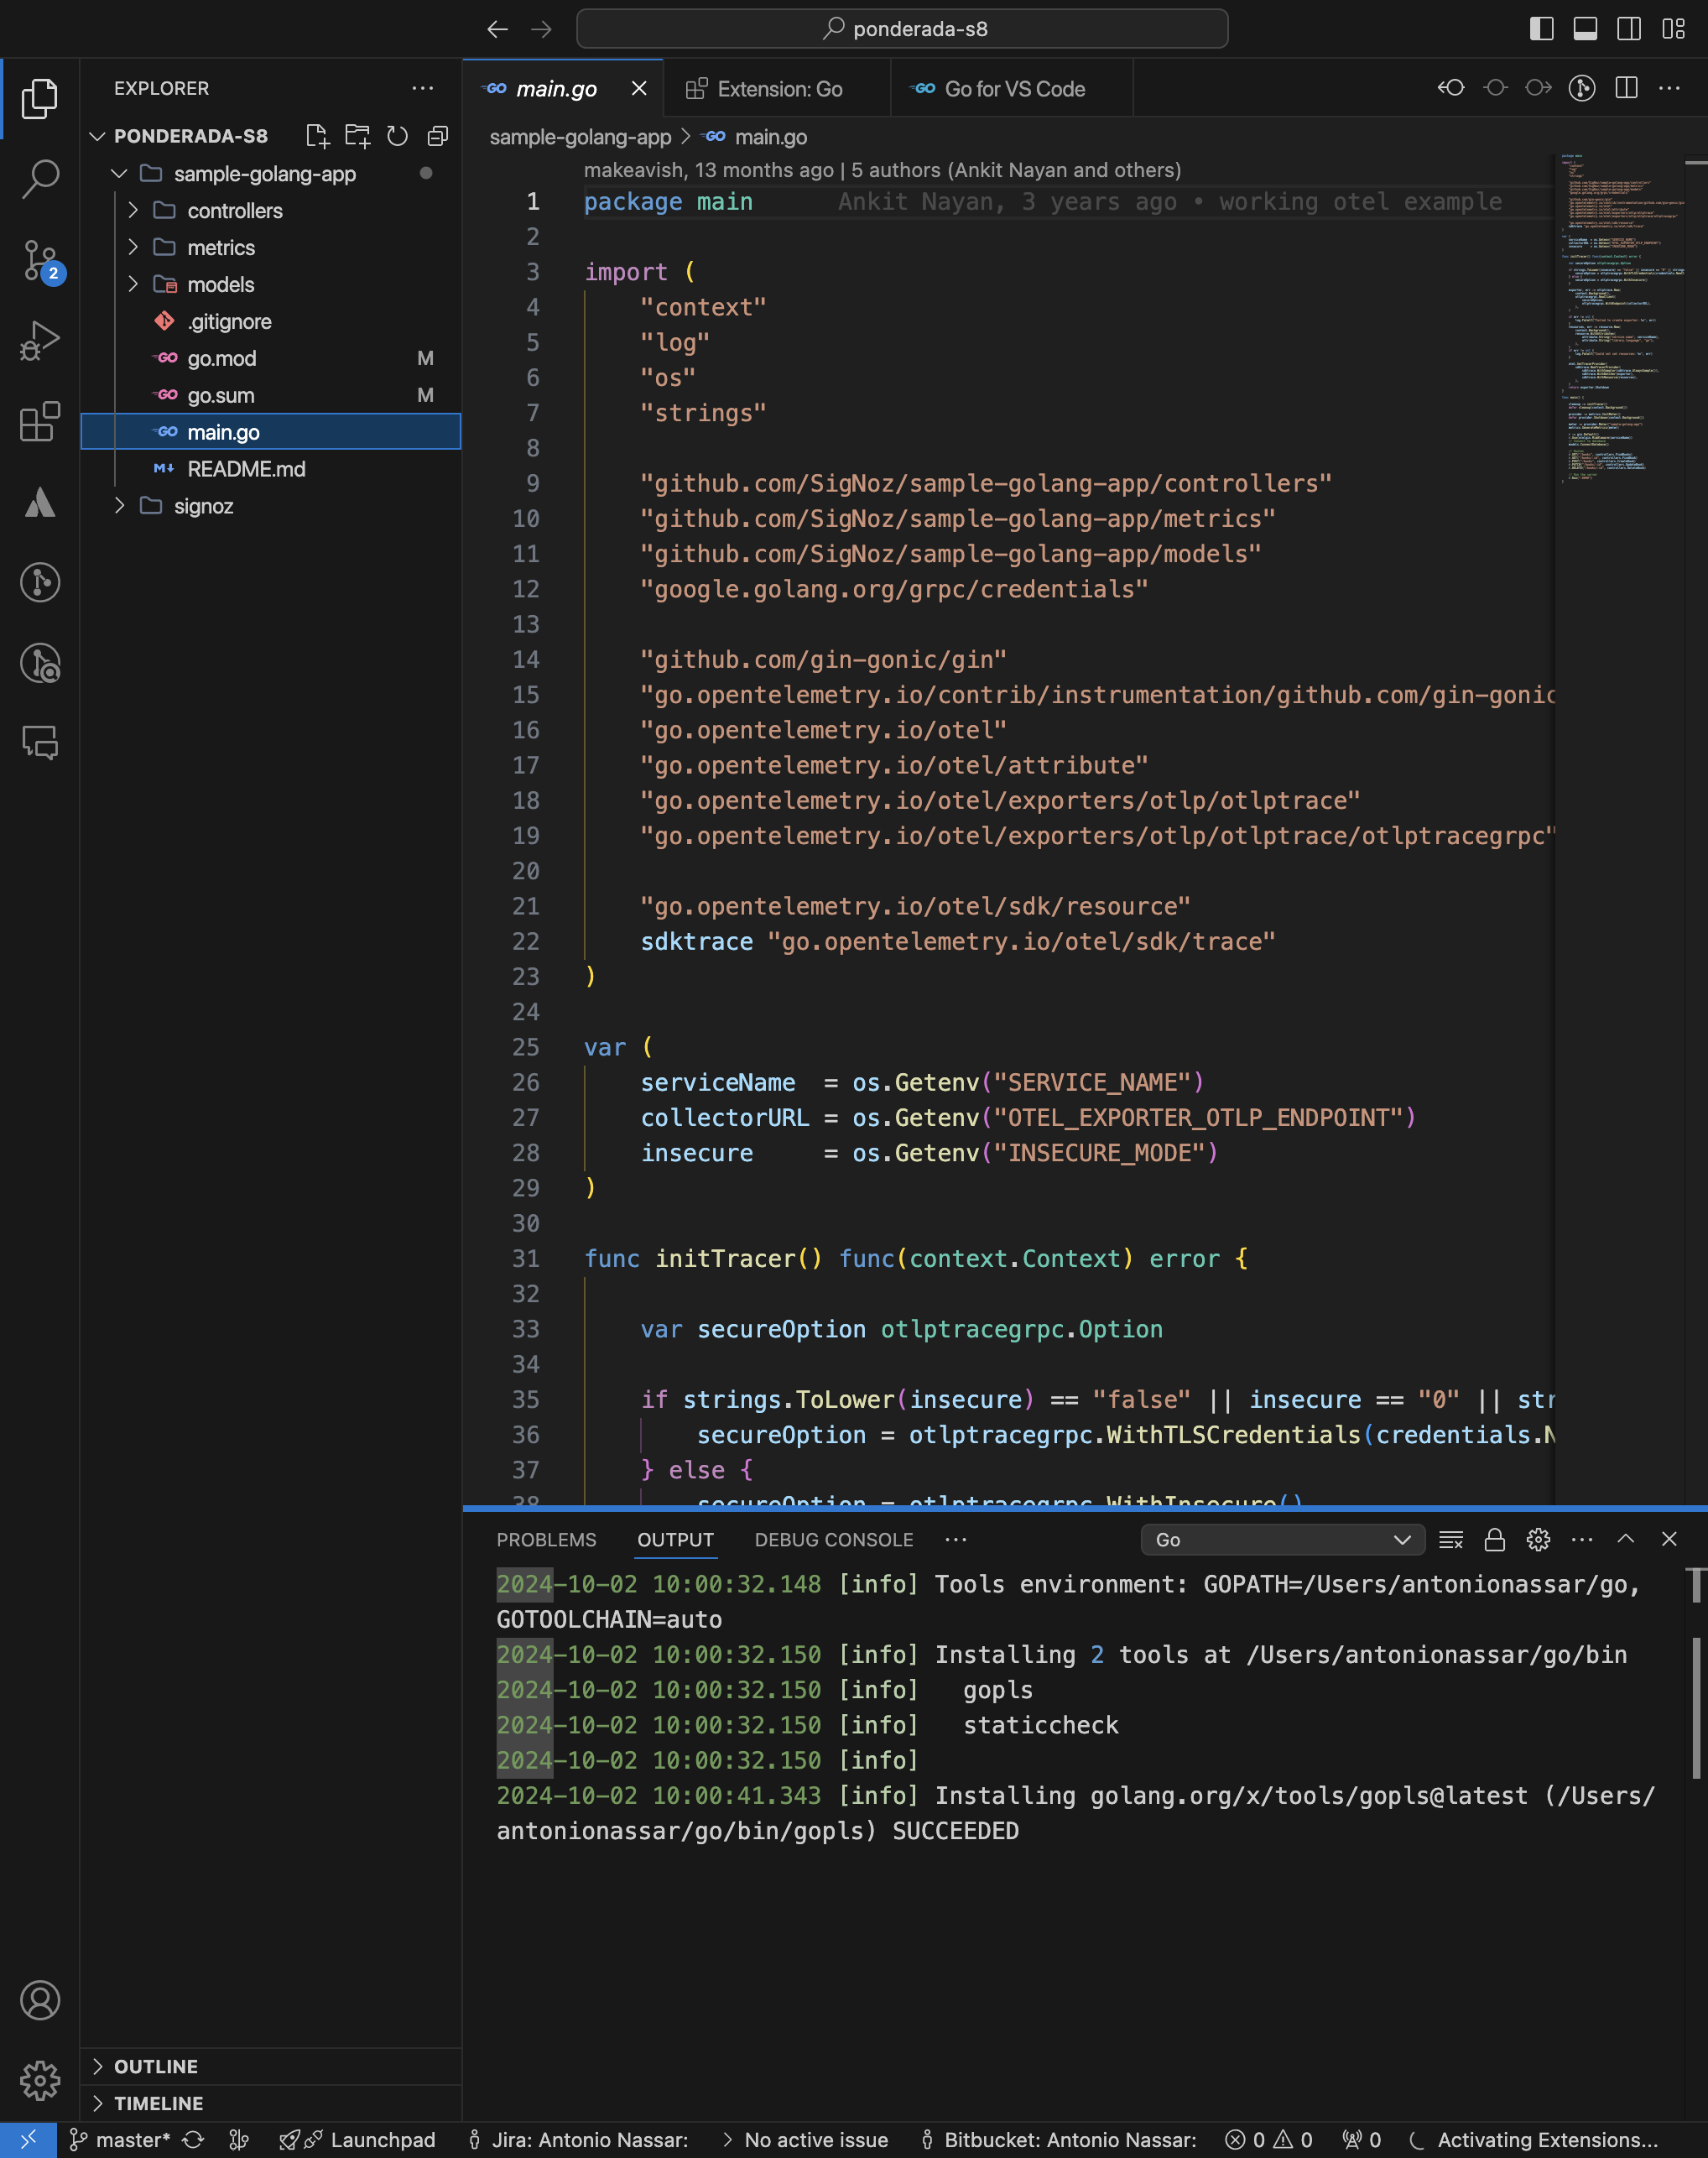 ponderada-s8
EXPLORER
main.go
Extension: Go
Go for VS Code
PONDERADA-S8
sample-golang-app
controllers
metrics
models
.gitignore
go.mod M
go.sum M
main.go
README.md
signoz
2
sample-golang-app > main.go
makeavish, 13 months ago | 5 authors (Ankit Nayan and others)
1 package main Ankit Nayan, 3 years ago • working otel example
2
3 import (
4 "context"
5 "log"
6 "os"
7 "strings"
8
9 "github.com/SigNoz/sample-golang-app/controllers"
10 "github.com/SigNoz/sample-golang-app/metrics"
11 "github.com/SigNoz/sample-golang-app/models"
12 "google.golang.org/grpc/credentials"
13
14 "github.com/gin-gonic/gin"
15 "go.opentelemetry.io/contrib/instrumentation/github.com/gin-gonic
16 "go.opentelemetry.io/otel"
17 "go.opentelemetry.io/otel/attribute"
18 "go.opentelemetry.io/otel/exporters/otlp/otlptrace"
19 "go.opentelemetry.io/otel/exporters/otlp/otlptrace/otlptracegrpc"
20
21 "go.opentelemetry.io/otel/sdk/resource"
22 sdktrace "go.opentelemetry.io/otel/sdk/trace"
23 )
24
25 var (
26 serviceName = os.Getenv("SERVICE_NAME")
27 collectorURL = os.Getenv("OTEL_EXPORTER_OTLP_ENDPOINT")
28 insecure = os.Getenv("INSECURE_MODE")
29 )
30
31 func initTracer() func(context.Context) error {
32
33 var secureOption otlptracegrpc.Option
34
35 if strings.ToLower(insecure) == "false" || insecure == "0" || str
36 secureOption = otlptracegrpc.WithTLSCredentials(credentials.N
37 } else {
38 secureOption = otlptracegrpc.WithInsecure()
PROBLEMS OUTPUT DEBUG CONSOLE
Go
2024-10-02 10:00:32.148 [info] Tools environment: GOPATH=/Users/antonionassar/go,
GOTOOLCHAIN=auto
2024-10-02 10:00:32.150 [info] Installing 2 tools at /Users/antonionassar/go/bin
2024-10-02 10:00:32.150 [info] gopls
2024-10-02 10:00:32.150 [info] staticcheck
2024-10-02 10:00:32.150 [info]
2024-10-02 10:00:41.343 [info] Installing golang.org/x/tools/gopls@latest (/Users/
antonionassar/go/bin/gopls) SUCCEEDED
OUTLINE
TIMELINE
master* Launchpad Jira: Antonio Nassar: No active issue Bitbucket: Antonio Nassar: 0 0 0 Activating Extensions...